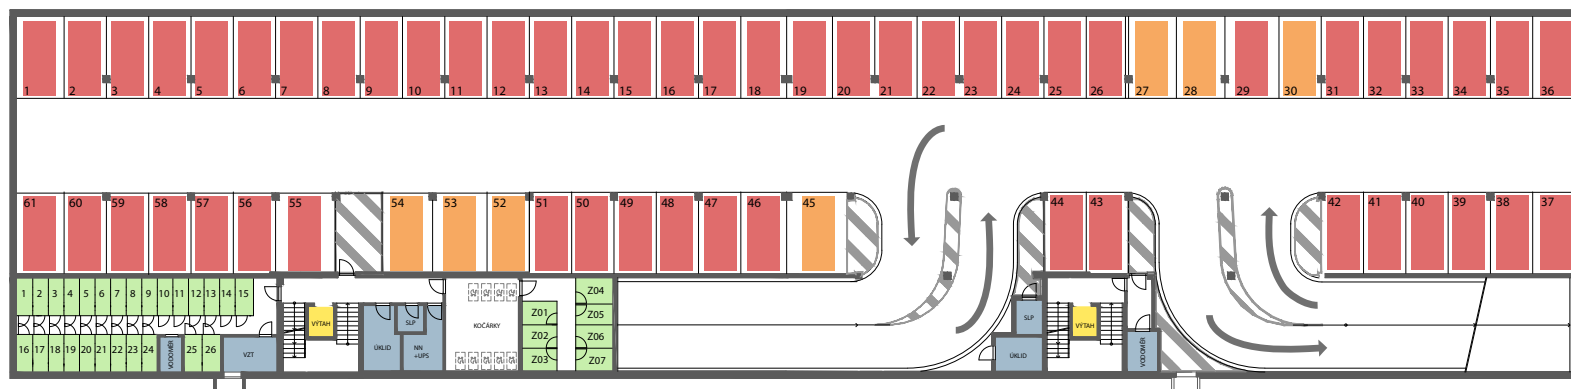 1 2 3 4 5 6 7 8 9 10 11 12 13 14 15 16 17 18 19 20 21 22 23 24 25 26 27 28 29 30 31 32 33 34 35 36
61 60 59 58 57 56 55 54 53 52 51 50 49 48 47 46 45 44 43 42 41 40 39 38 37
1 2 3 4 5 6 7 8 9 10 11 12 13 14 15
Z04
Z01 Z05
VÝTAH SLP KOČÁRKY SLP VÝTAH
Z02 Z06
16 17 18 19 20 21 22 23 24 VODOMĚR 25 26 VZT ÚKLID NN
+UPS
Z03 Z07
ÚKLID VODOMĚR